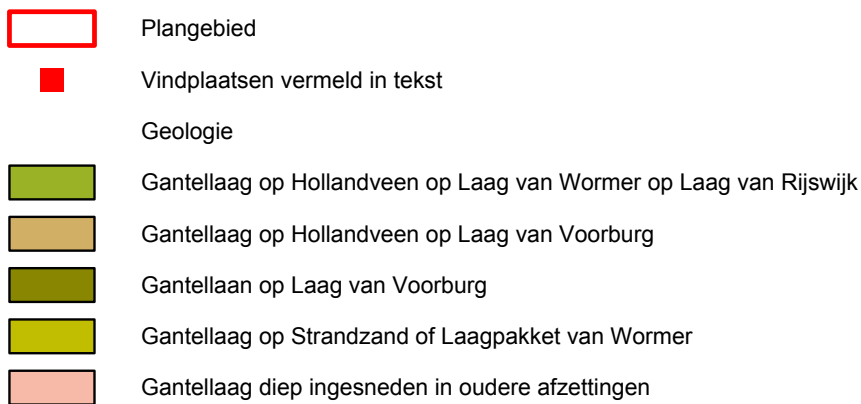 Plangebied
Vindplaatsen vermeld in tekst
Geologie
Gantellaag op Hollandveen op Laag van Wormer op Laag van Rijswijk
Gantellaag op Hollandveen op Laag van Voorburg
Gantellaan op Laag van Voorburg
Gantellaag op Strandzand of Laagpakket van Wormer
Gantellaag diep ingesneden in oudere afzettingen